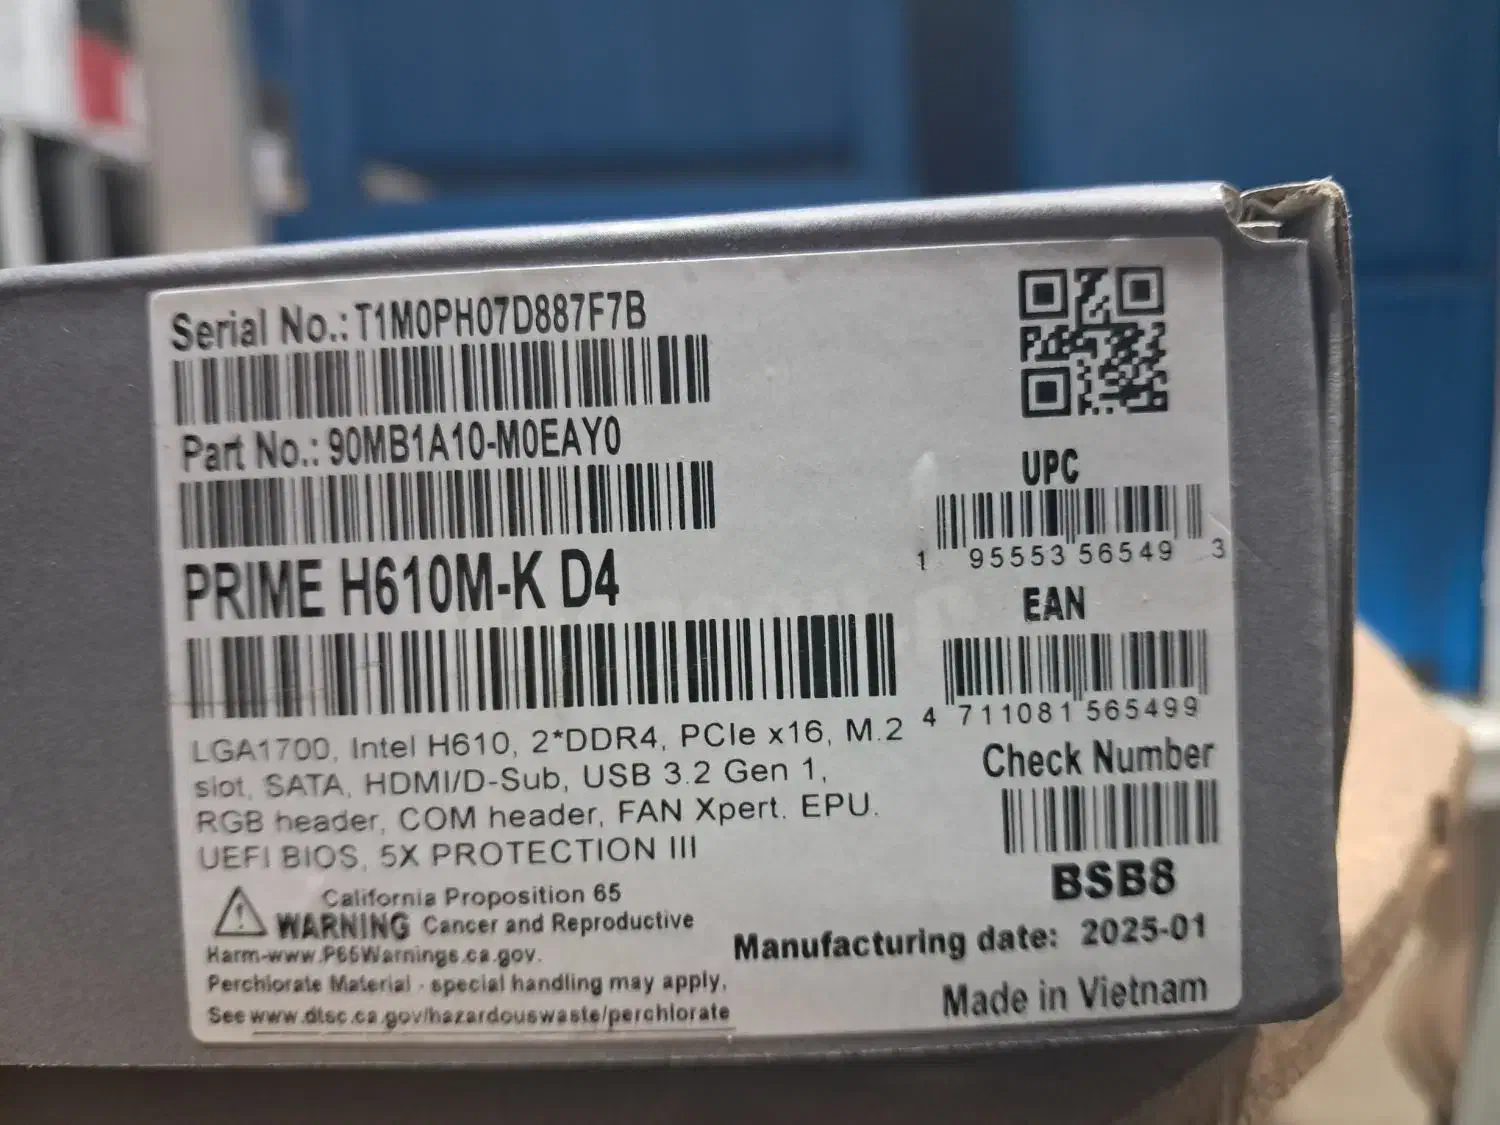 Serial No.: T1M0PH07D887F7B
Part No.: 90MB1A10-M0EAY0
PRIME H610M-K D4
LGA1700, Intel H610, 2*DDR4, PCIe x16, M.2
slot, SATA, HDMI/D-Sub, USB 3.2 Gen 1,
RGB header, COM header, FAN Xpert. EPU.
UEFI BIOS, 5X PROTECTION III
California Proposition 65
WARNING Cancer and Reproductive
Harm-www.P65Warnings.ca.gov.
Perchlorate Material - special handling may apply,
See www.dtsc.ca.gov/hazardouswaste/perchlorate
UPC
1 95553 56549 3
EAN
4 711081 565499
Check Number
BSB8
Manufacturing date: 2025-01
Made in Vietnam